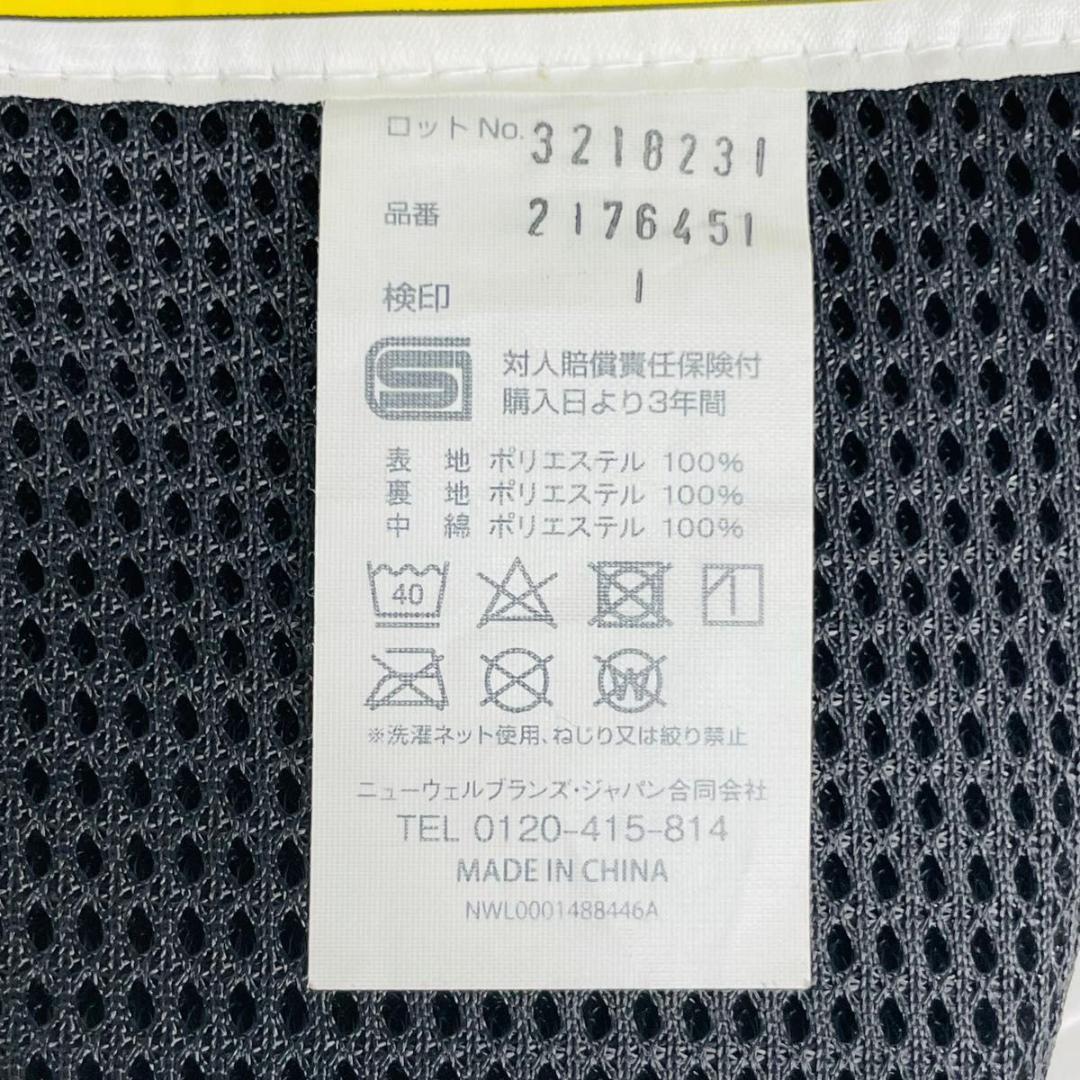 ロットNo. 3218231
品番 2176451
検印 1
S 対人賠償責任保険付
購入日より3年間
表 地 ポリエステル 100%
裏 地 ポリエステル 100%
中 綿 ポリエステル 100%
40
W
※洗濯ネット使用、ねじり又は絞り禁止
ニューウェルブランズ・ジャパン合同会社
TEL 0120-415-814
MADE IN CHINA
NWL0001488446A